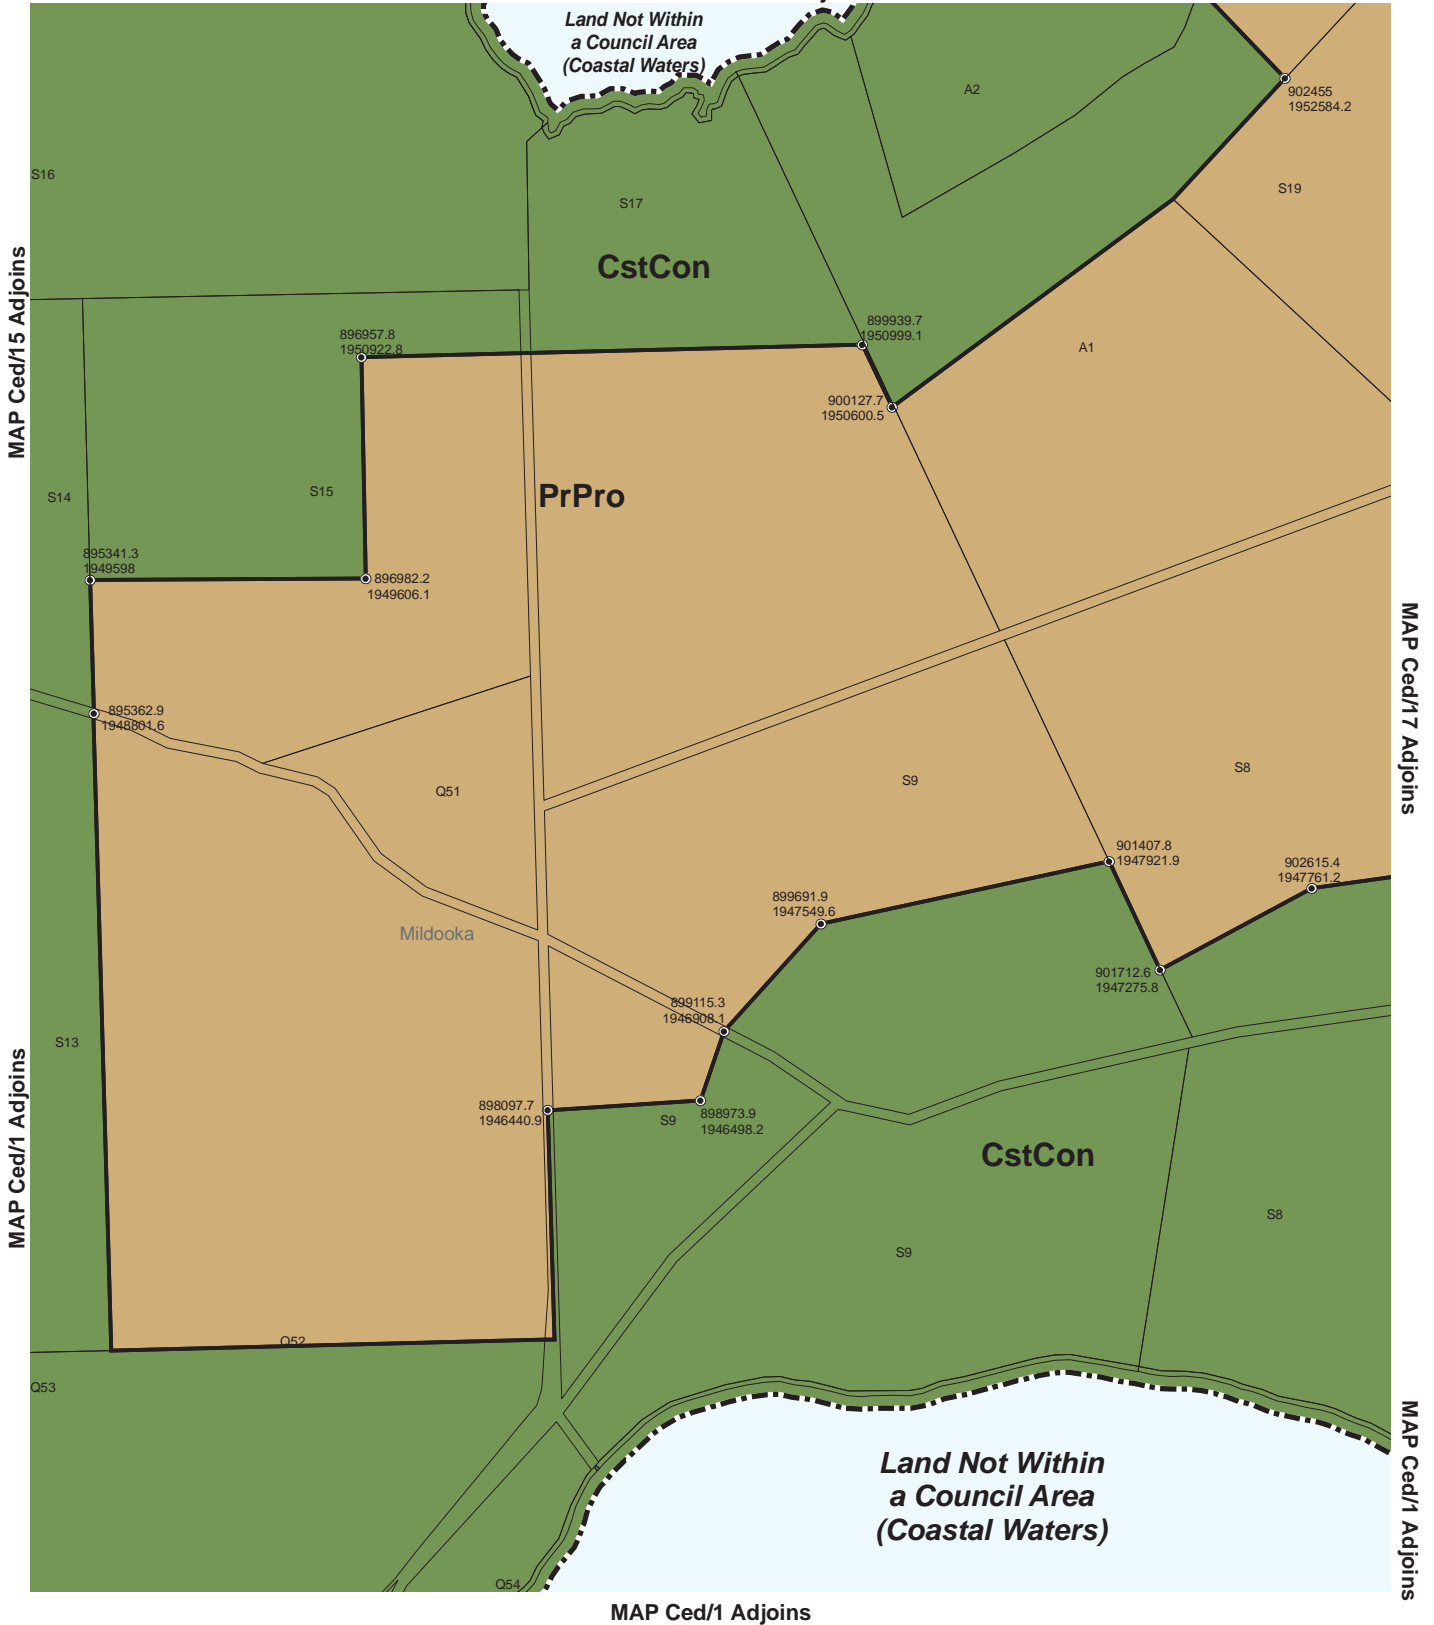 Land Not Within
a Council Area
(Coastal Waters)
A2
902455
1952584.2
S16
S19
S17
CstCon
MAP Ced/15 Adjoins
896957.8
1950922.8
899939.7
1950999.1
A1
900127.7
1950600.5
S14
S15
PrPro
895341.3
1949598
896982.2
1949606.1
MAP Ced/17 Adjoins
895362.9
1948801.6
Q51
S9
S8
901407.8
1947921.9
902615.4
1947761.2
899691.9
1947549.6
Mildooka
901712.6
1947275.8
899115.3
1946908.1
S13
MAP Ced/1 Adjoins
898097.7
1946440.9
S9
898973.9
1946498.2
CstCon
S8
S9
Q52
Q53
Land Not Within
a Council Area
(Coastal Waters)
MAP Ced/1 Adjoins
Q54
MAP Ced/1 Adjoins